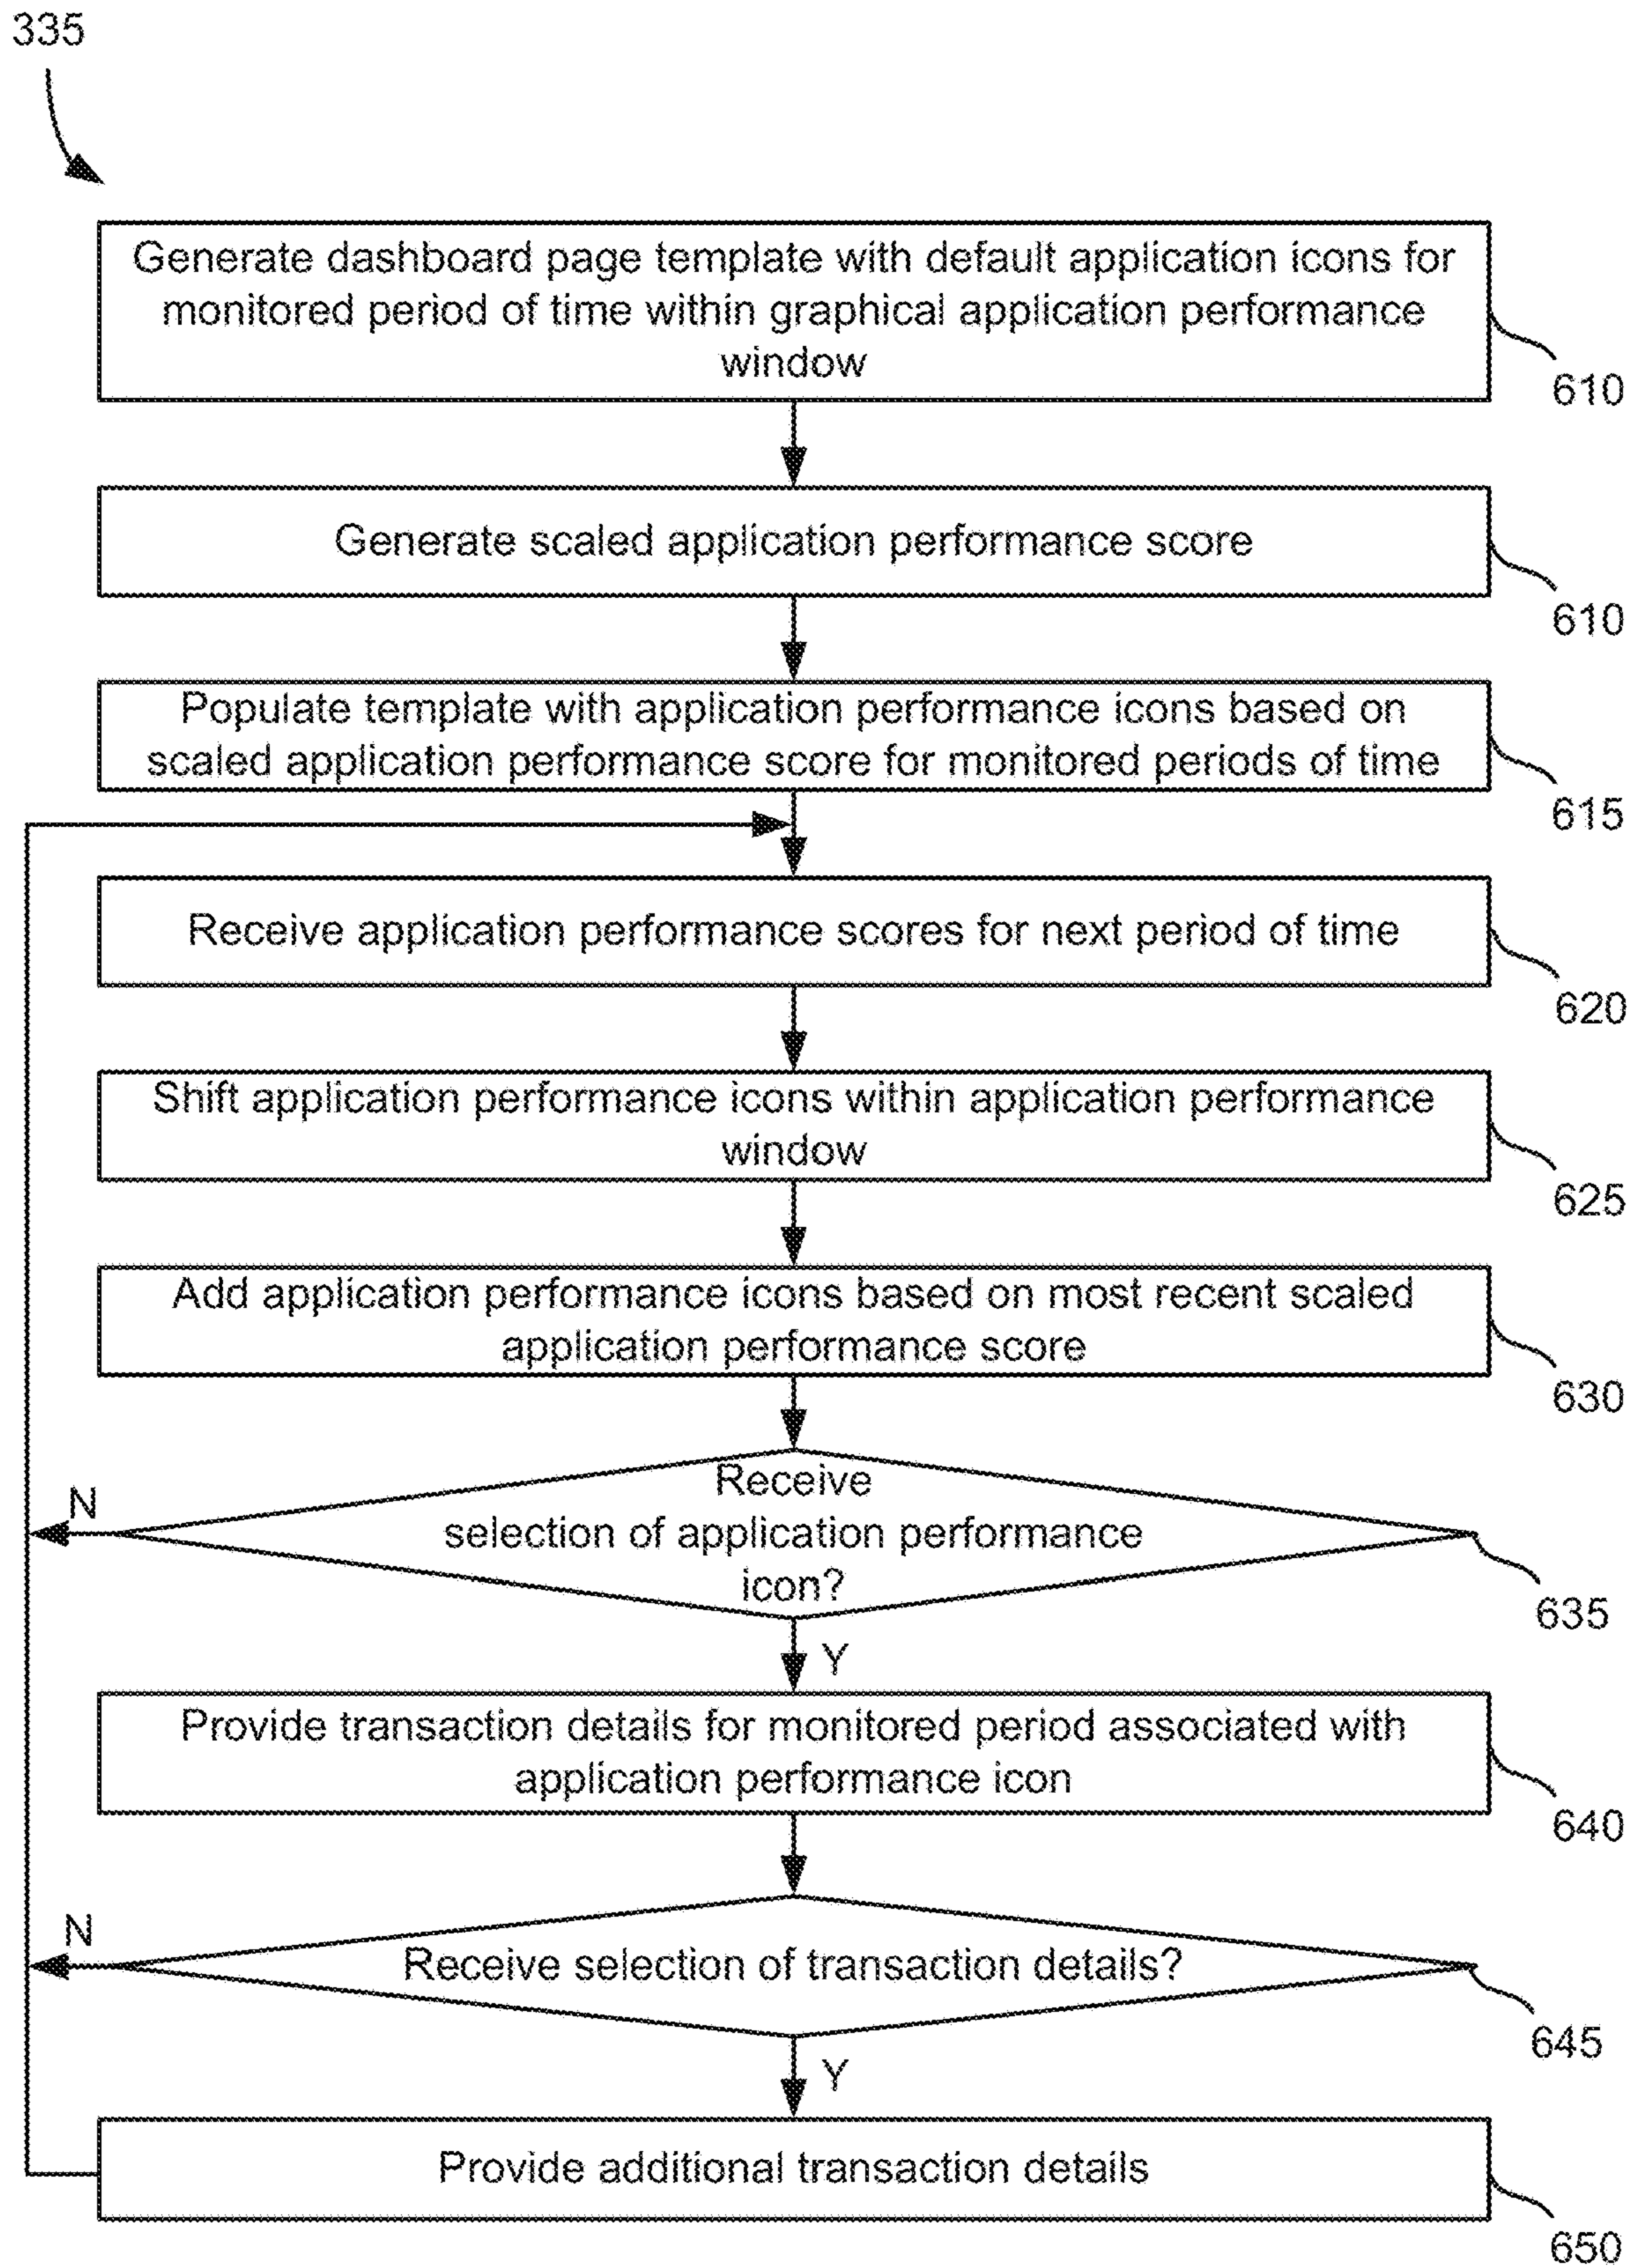 335
Generate dashboard page template with default application icons for
monitored period of time within graphical application performance
window
610
Generate scaled application performance score
610
Populate template with application performance icons based on
scaled application performance score for monitored periods of time
615
Receive application performance scores for next period of time
620
Shift application performance icons within application performance
window
625
Add application performance icons based on most recent scaled
application performance score
630
Receive
selection of application performance
icon?
N
635
Y
Provide transaction details for monitored period associated with
application performance icon
640
N
Receive selection of transaction details?
645
Y
Provide additional transaction details
650